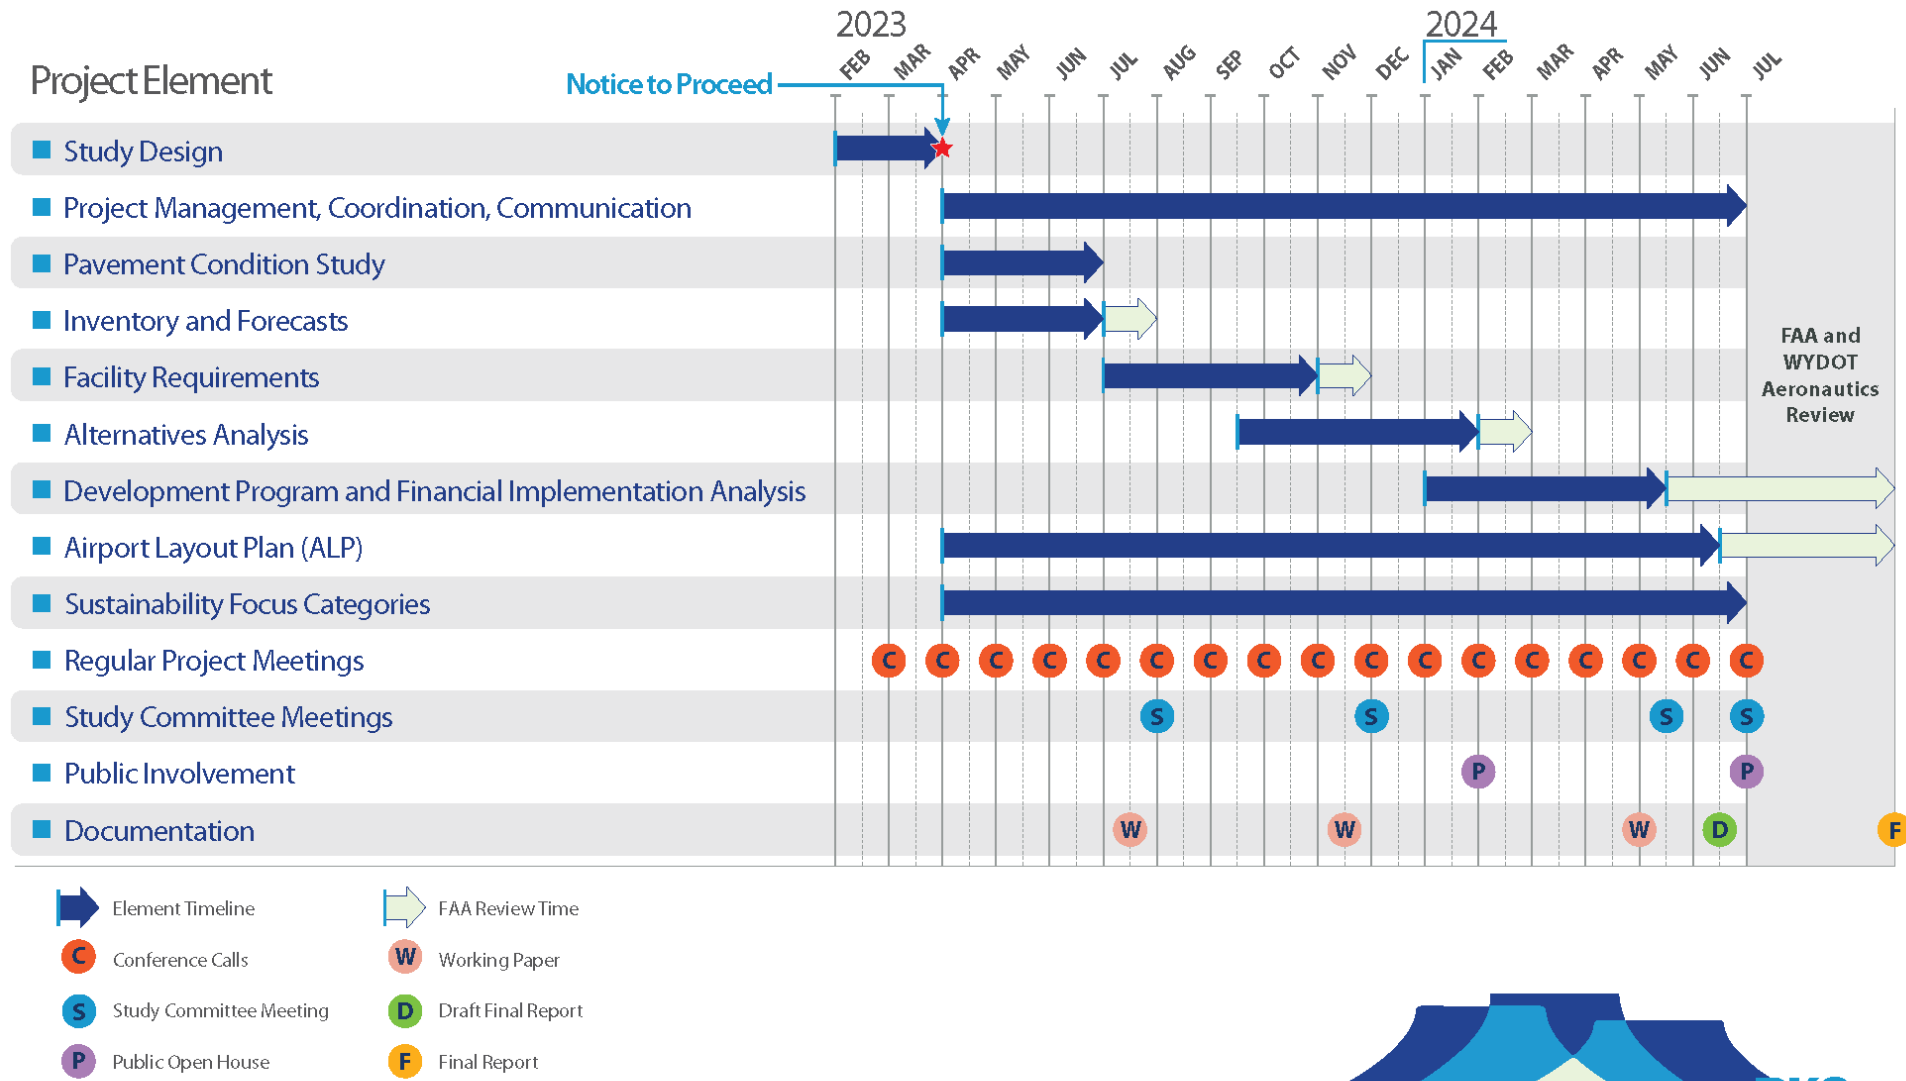 2023
2024
FEB MAR APR MAY JUN JUL AUG SEP OCT NOV DEC JAN FEB MAR APR MAY JUN JUL
Project Element
Notice to Proceed
Study Design
Project Management, Coordination, Communication
Pavement Condition Study
Inventory and Forecasts
FAA and
WYDOT
Aeronautics
Review
Facility Requirements
Alternatives Analysis
Development Program and Financial Implementation Analysis
Airport Layout Plan (ALP)
Sustainability Focus Categories
Regular Project Meetings
C C C C C C C C C C C C C C C C C
Study Committee Meetings
S S S S
Public Involvement
P P
Documentation
W W W D F
Element Timeline
FAA Review Time
C Conference Calls
W Working Paper
S Study Committee Meeting
D Draft Final Report
P Public Open House
F Final Report